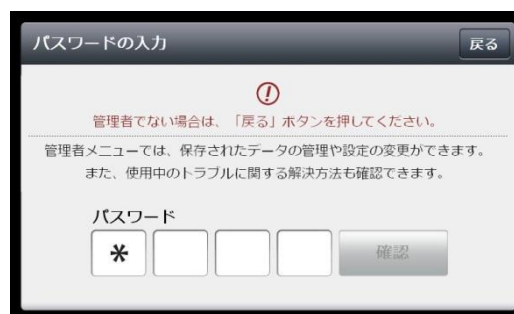 パスワードの入力
戻る
管理者でない場合は、「戻る」ボタンを押してください。
管理者メニューでは、保存されたデータの管理や設定の変更ができます。
また、使用中のトラブルに関する解決方法も確認できます。
パスワード
*
確認